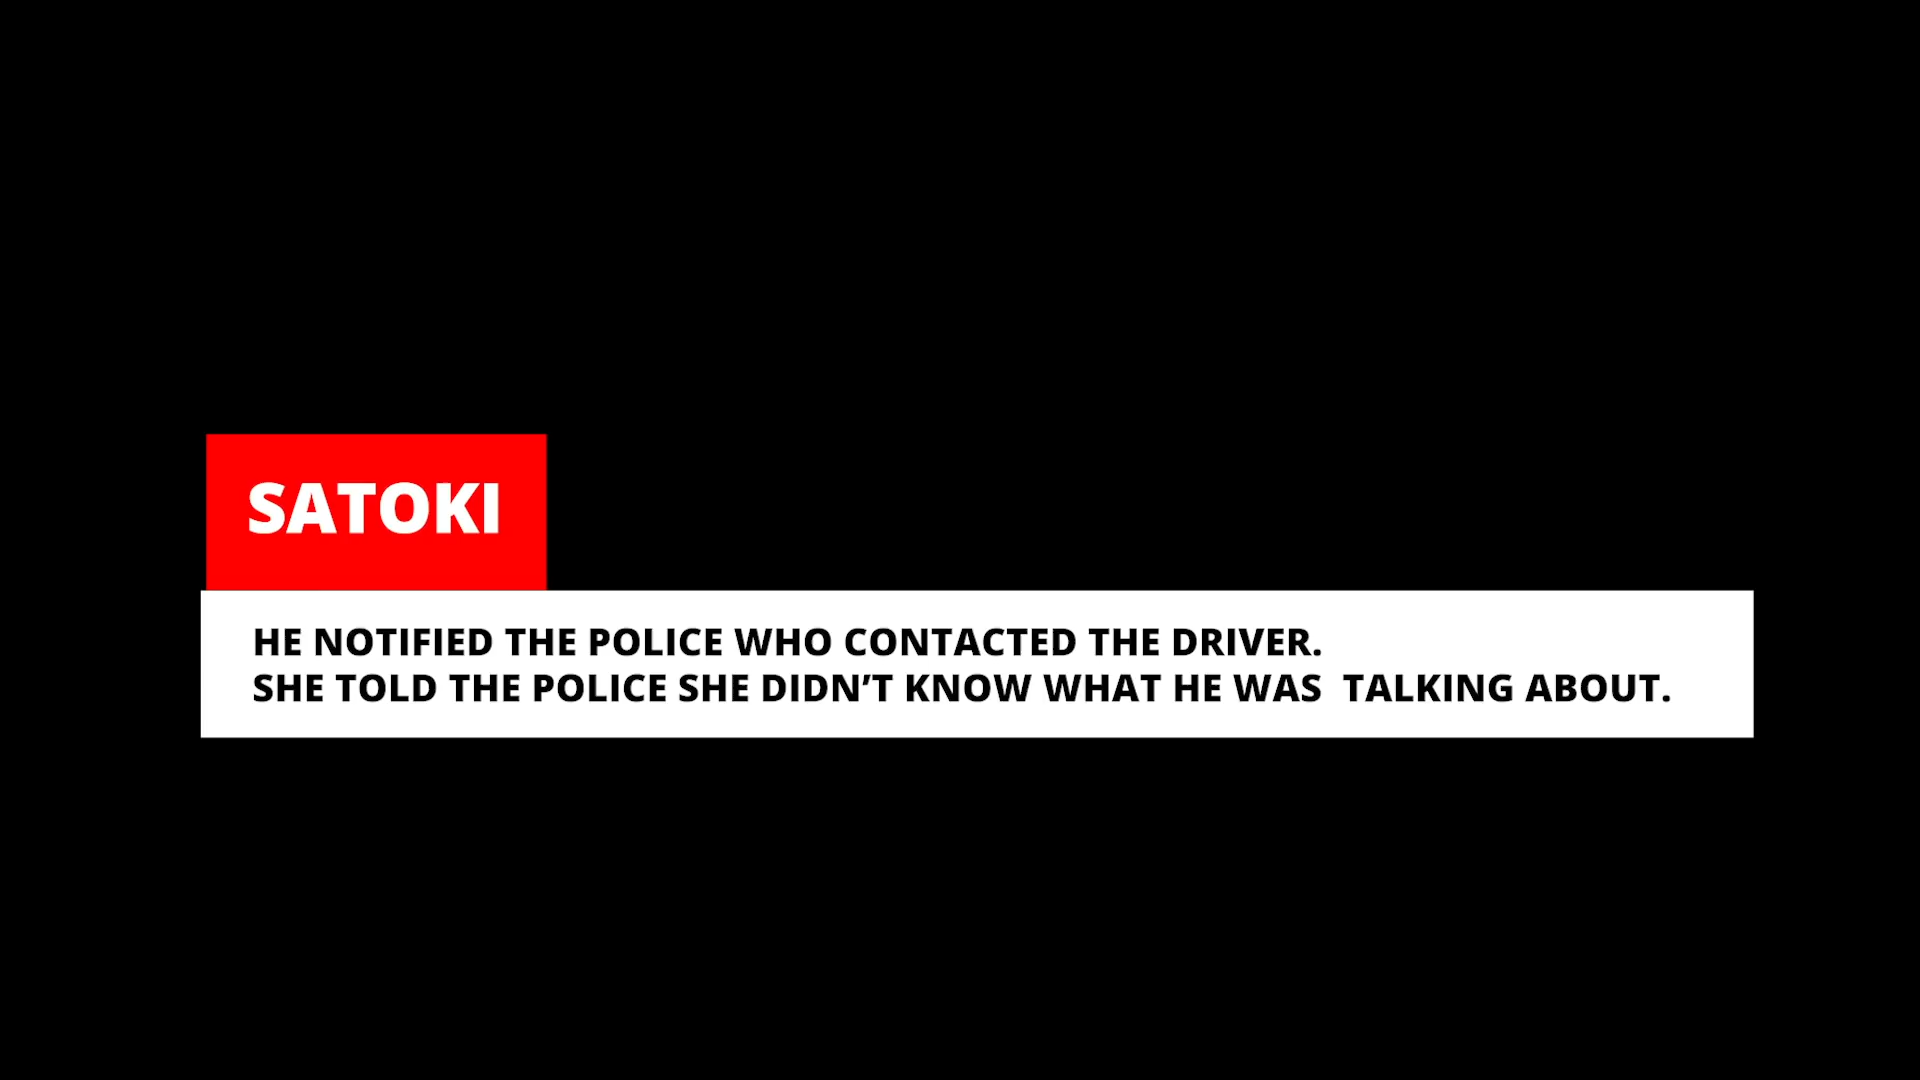 SATOKI
HE NOTIFIED THE POLICE WHO CONTACTED THE DRIVER.
SHE TOLD THE POLICE SHE DIDN’T KNOW WHAT HE WAS  TALKING ABOUT.